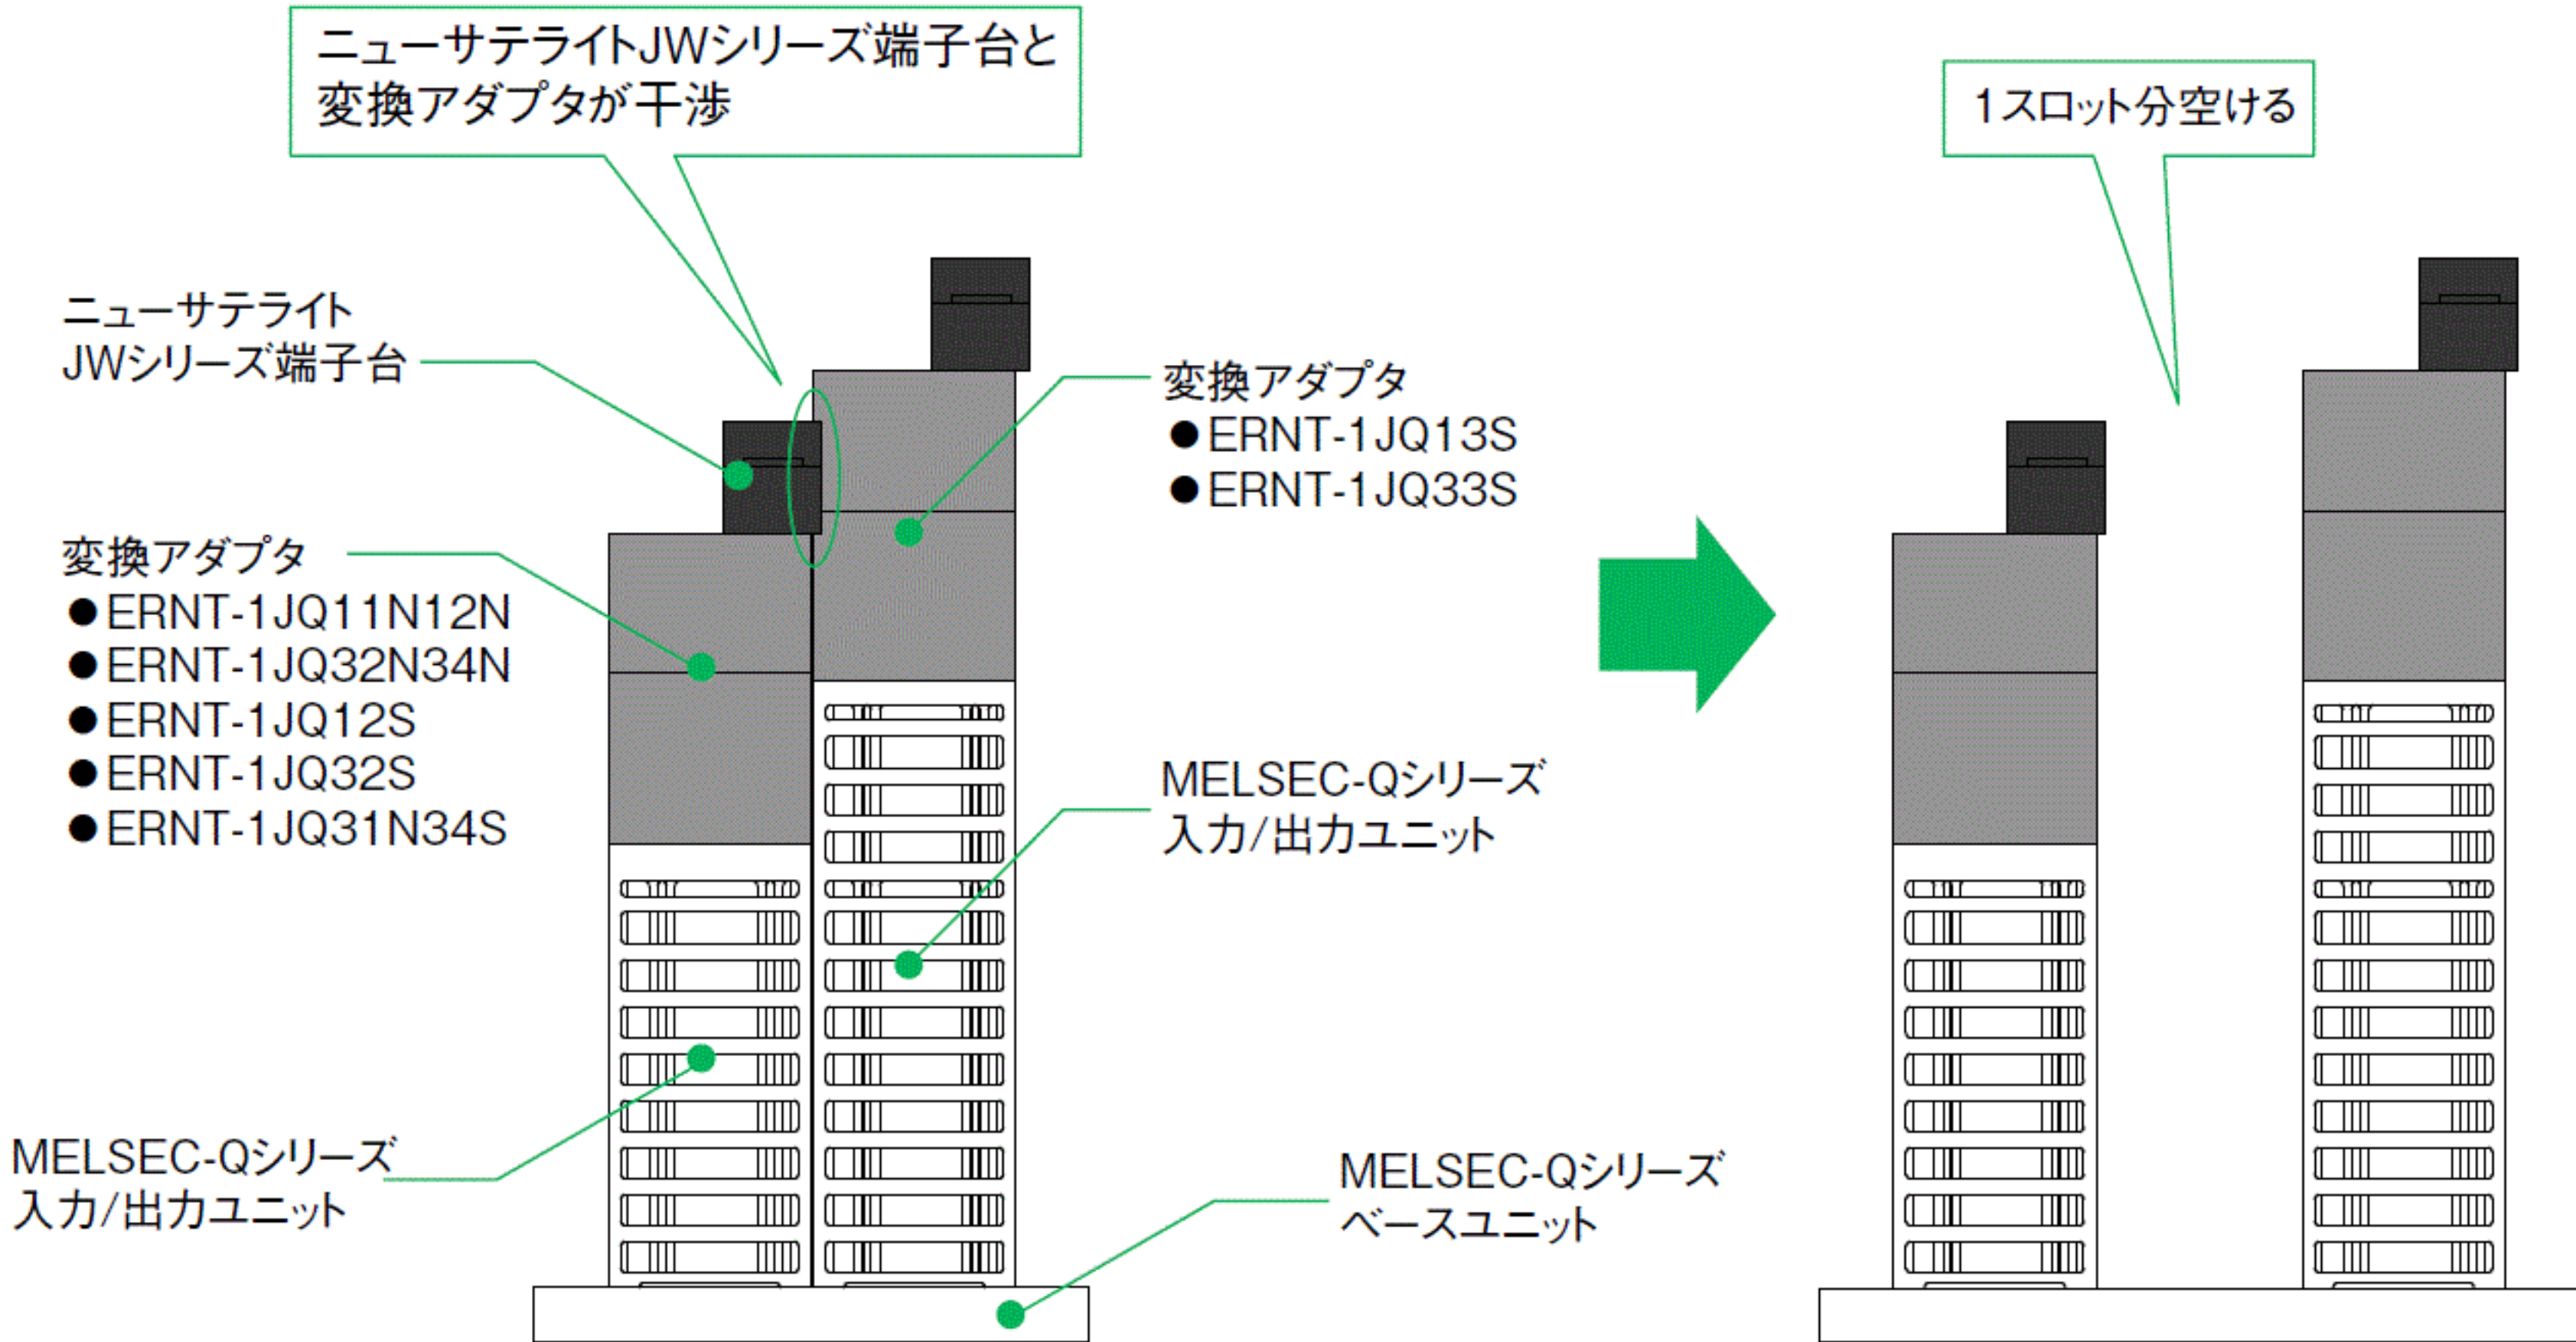 ニューサテライトJWシリーズ端子台と
変換アダプタが干渉
1スロット分空ける
ニューサテライト
JWシリーズ端子台
変換アダプタ
●ERNT-1JQ13S
●ERNT-1JQ33S
変換アダプタ
●ERNT-1JQ11N12N
●ERNT-1JQ32N34N
●ERNT-1JQ12S
●ERNT-1JQ32S
●ERNT-1JQ31N34S
MELSEC-Qシリーズ
入力/出力ユニット
MELSEC-Qシリーズ
入力/出力ユニット
MELSEC-Qシリーズ
ベースユニット